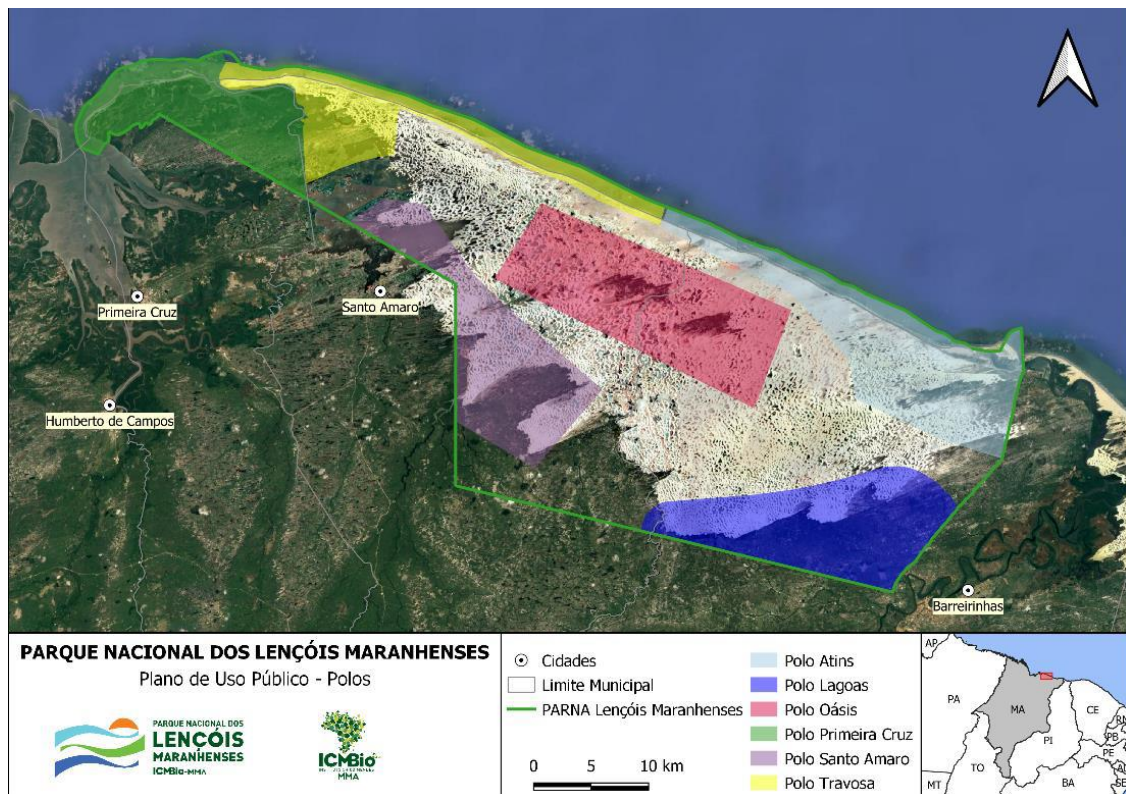 Primeira Cruz
Santo Amaro
Humberto de Campos
Barreirinhas
PARQUE NACIONAL DOS LENÇÓIS MARANHENSES
Plano de Uso Público - Polos
PARQUE NACIONAL DOS
LENÇÓIS
MARANHENSES
ICMBio-MMA
ICMBio
MMA
Cidades
Limite Municipal
PARNA Lençóis Maranhenses
0 5 10 km
Polo Atins
Polo Lagoas
Polo Oásis
Polo Primeira Cruz
Polo Santo Amaro
Polo Travosa
AP
PA
MA
CE
RN
PB
PI
PE
TO
MT
BA